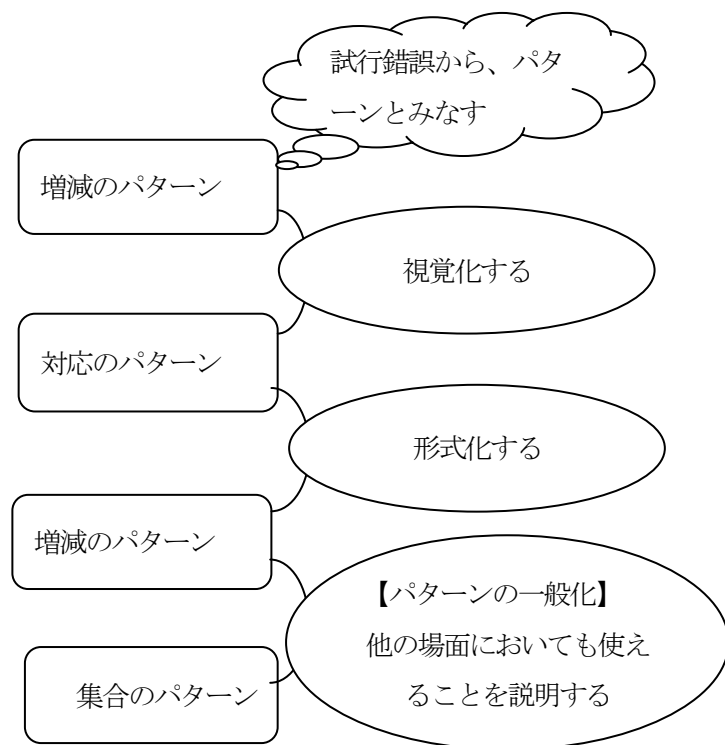 試行錯誤から、パタ
ーンとみなす
増減のパターン
視覚化する
対応のパターン
形式化する
増減のパターン
【パターンの一般化】
他の場面においても使え
ることを説明する
集合のパターン